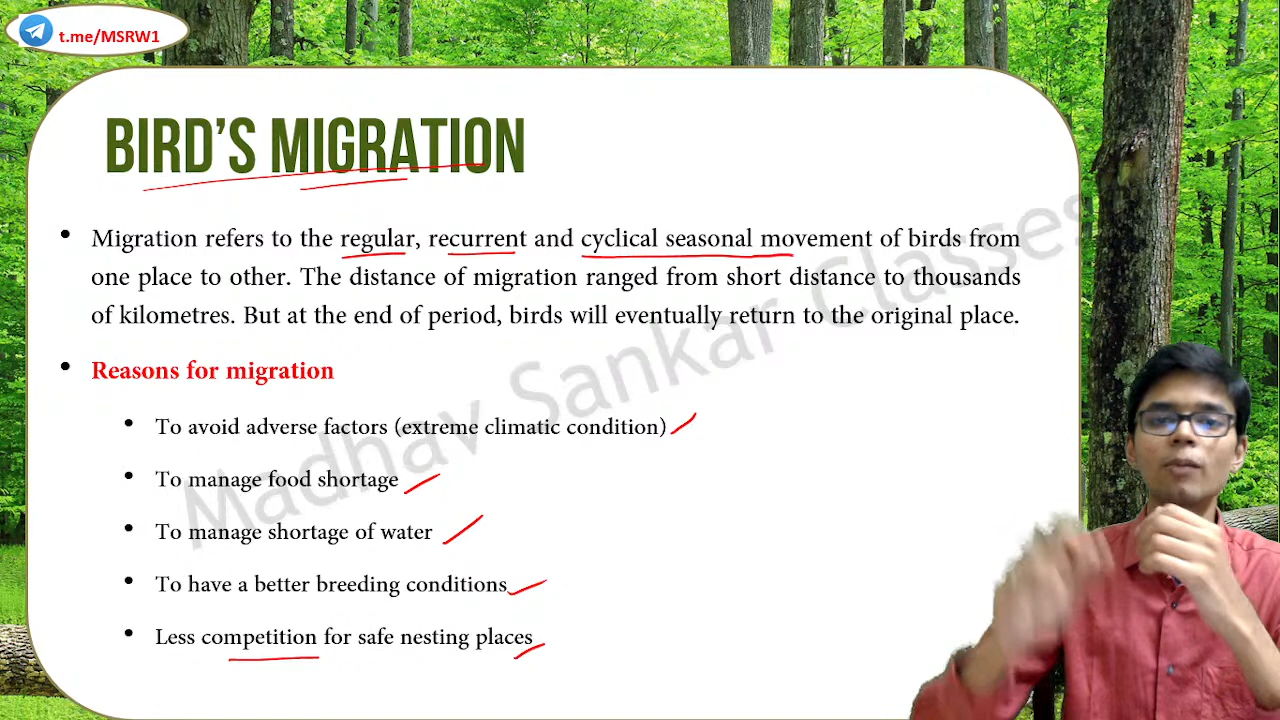 t.me/MSRW1
BIRD'S MIGRATION
• Migration refers to the regular, recurrent and cyclical seasonal movement of birds from
one place to other. The distance of migration ranged from short distance to thousands
of kilometres. But at the end of period, birds will eventually return to the original place.
• Reasons for migration
• To avoid adverse factors (extreme climatic condition)
• To manage food shortage
• To manage shortage of water
• To have a better breeding conditions
• Less competition for safe nesting places
Madhav Sankar Classes